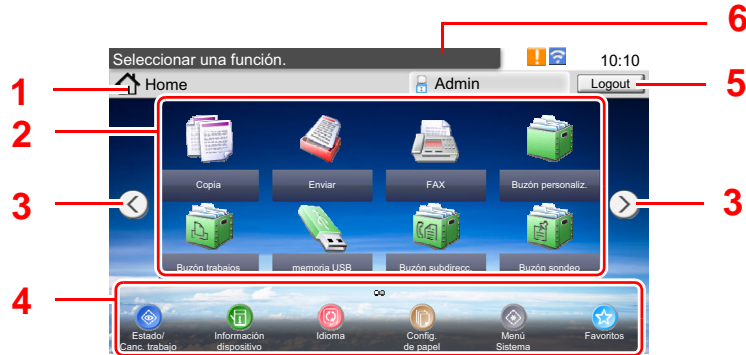 6
Seleccionar una función.
10:10
1
Home
Admin
Logout
5
2
Copia
Enviar
FAX
Buzón personaliz.
3
3
Buzón trabajos
memoria USB
Buzón subdirecc.
Buzón sondeo
4
Estado/
Canc. trabajo
Información
dispositivo
Idioma
Config.
de papel
Menú
Sistema
Favoritos